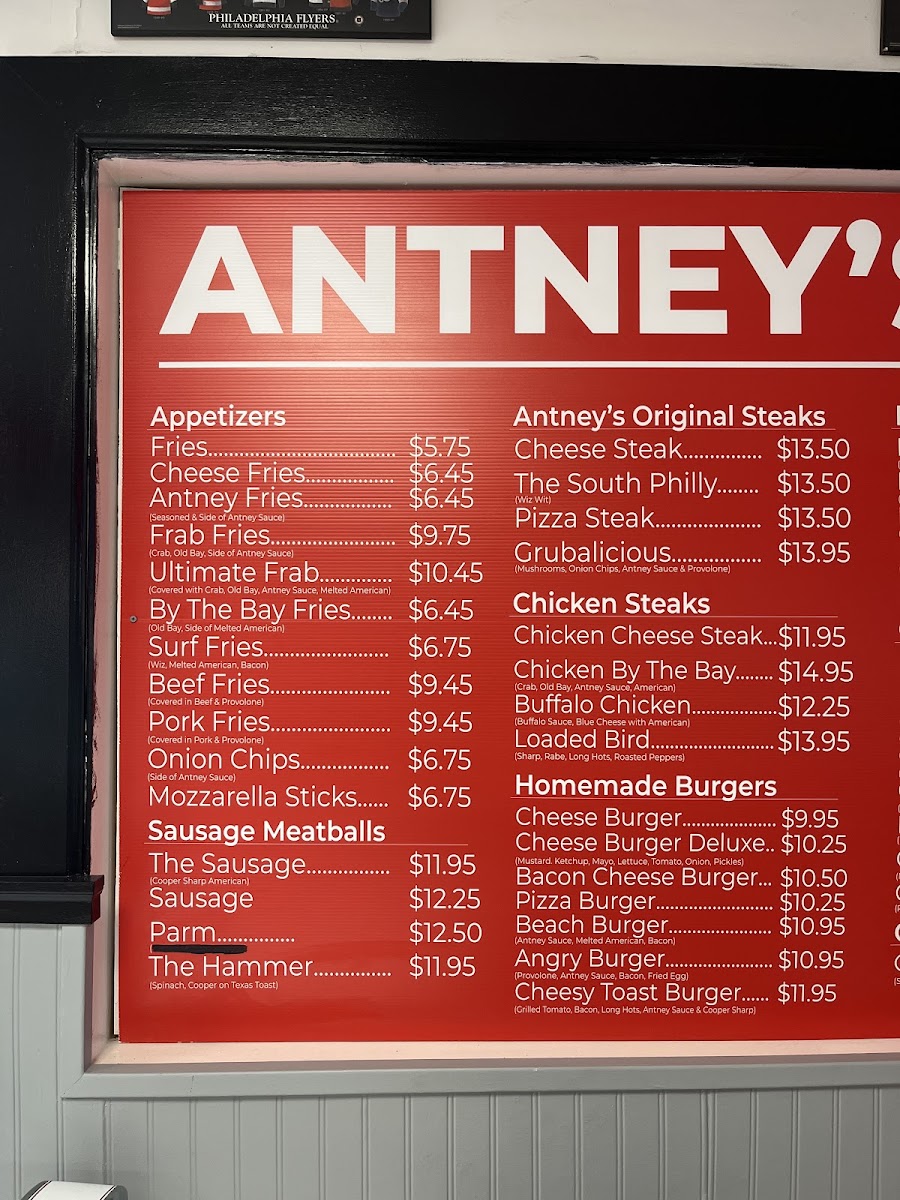 PHILADELPHIA FLYERS
ALL TEAMS ARE NOT CREATED EQUAL
ANTNEY'S
Appetizers
Fries.................................... $5.75
Cheese Fries................. $6.45
Antney Fries................. $6.45
(Seasoned & Side of Antney Sauce)
Frab Fries........................ $9.75
(Crab, Old Bay, Side of Antney Sauce)
Ultimate Frab.............. $10.45
(Covered with Crab, Old Bay, Antney Sauce, Melted American)
By The Bay Fries........ $6.45
(Old Bay, Side of Melted American)
Surf Fries........................ $6.75
(Wiz, Melted American, Bacon)
Beef Fries....................... $9.45
(Covered in Beef & Provolone)
Pork Fries....................... $9.45
(Covered in Pork & Provolone)
Onion Chips................. $6.75
(Side of Antney Sauce)
Mozzarella Sticks...... $6.75
Sausage Meatballs
The Sausage................ $11.95
(Cooper Sharp American)
Sausage $12.25
Parm............... $12.50
The Hammer............... $11.95
(Spinach, Cooper on Texas Toast)
Antney's Original Steaks
Cheese Steak............... $13.50
The South Philly........ $13.50
(Wiz Wit)
Pizza Steak.................... $13.50
Grubalicious................. $13.95
(Mushrooms, Onion Chips, Antney Sauce & Provolone)
Chicken Steaks
Chicken Cheese Steak...$11.95
Chicken By The Bay....... $14.95
(Crab, Old Bay, Antney Sauce, American)
Buffalo Chicken................$12.25
(Buffalo Sauce, Blue Cheese with American)
Loaded Bird....................... $13.95
(Sharp, Rabe, Long Hots, Roasted Peppers)
Homemade Burgers
Cheese Burger.................... $9.95
Cheese Burger Deluxe.. $10.25
(Mustard. Ketchup, Mayo, Lettuce, Tomato, Onion, Pickles)
Bacon Cheese Burger... $10.50
Pizza Burger....................... $10.25
Beach Burger..................... $10.95
(Antney Sauce, Melted American, Bacon)
Angry Burger...................... $10.95
(Provolone, Antney Sauce, Bacon, Fried Egg)
Cheesy Toast Burger...... $11.95
(Grilled Tomato, Bacon, Long Hots, Antney Sauce & Cooper Sharp)